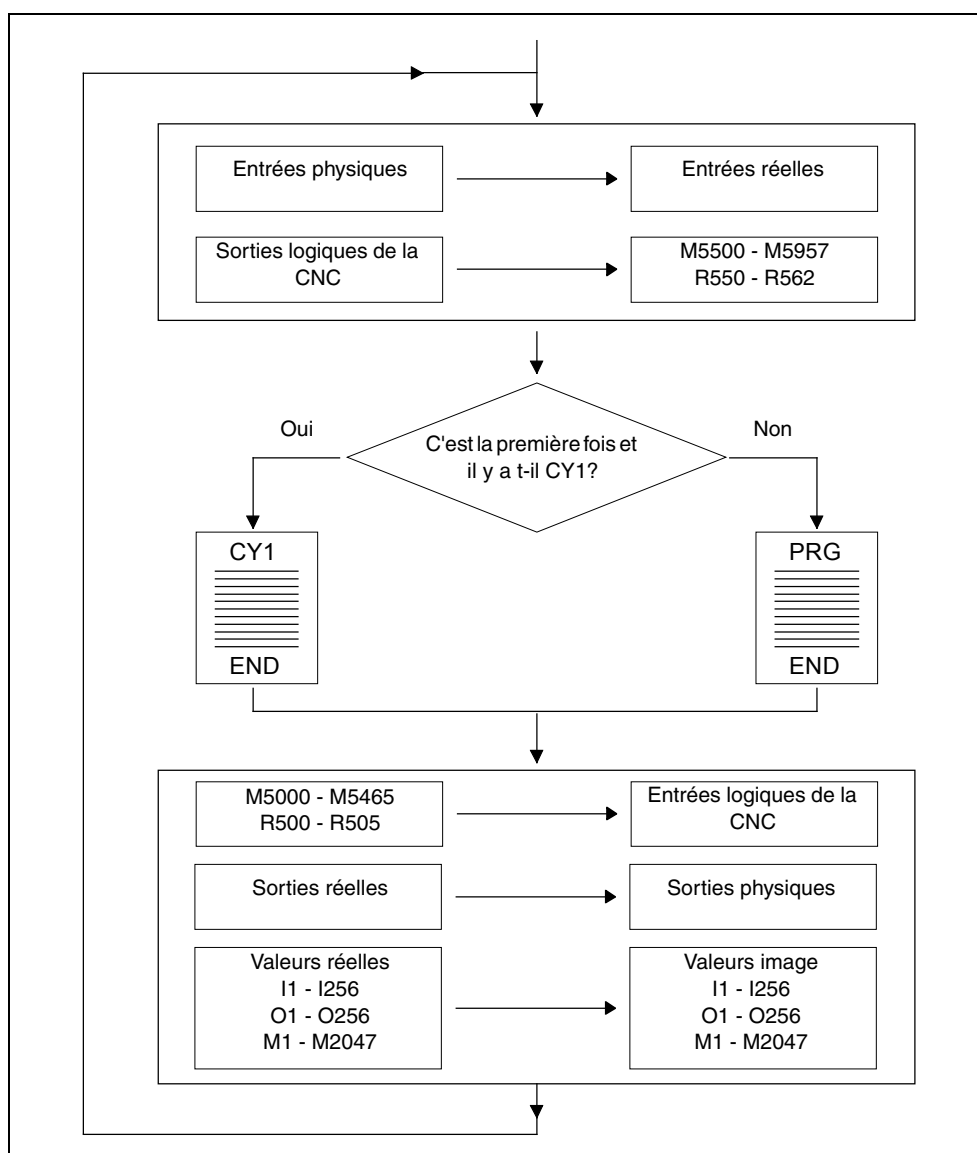 Entrées physiques
Entrées réelles
Sorties logiques de la
CNC
M5500 - M5957
R550 - R562
Oui
C'est la première fois et
il y a t-il CY1?
Non
CY1
END
PRG
END
M5000 - M5465
R500 - R505
Entrées logiques de la
CNC
Sorties réelles
Sorties physiques
Valeurs réelles
I1 - I256
O1 - O256
M1 - M2047
Valeurs image
I1 - I256
O1 - O256
M1 - M2047